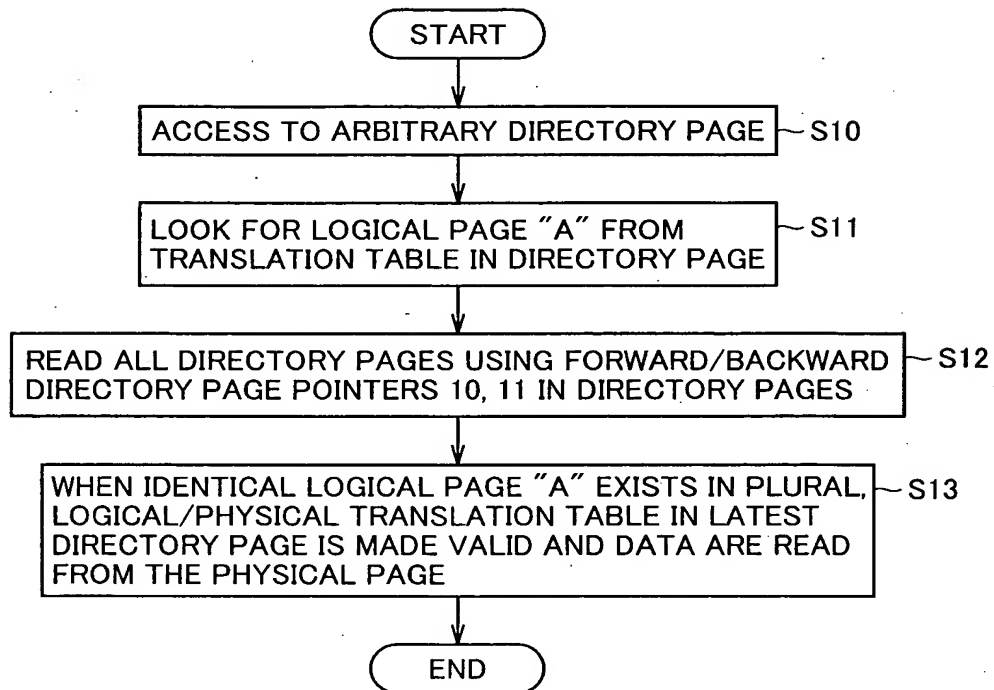 START
ACCESS TO ARBITRARY DIRECTORY PAGE
S10
LOOK FOR LOGICAL PAGE "A" FROM
TRANSLATION TABLE IN DIRECTORY PAGE
S11
READ ALL DIRECTORY PAGES USING FORWARD/BACKWARD
DIRECTORY PAGE POINTERS 10, 11 IN DIRECTORY PAGES
S12
WHEN IDENTICAL LOGICAL PAGE "A" EXISTS IN PLURAL,
LOGICAL/PHYSICAL TRANSLATION TABLE IN LATEST
DIRECTORY PAGE IS MADE VALID AND DATA ARE READ
FROM THE PHYSICAL PAGE
S13
END